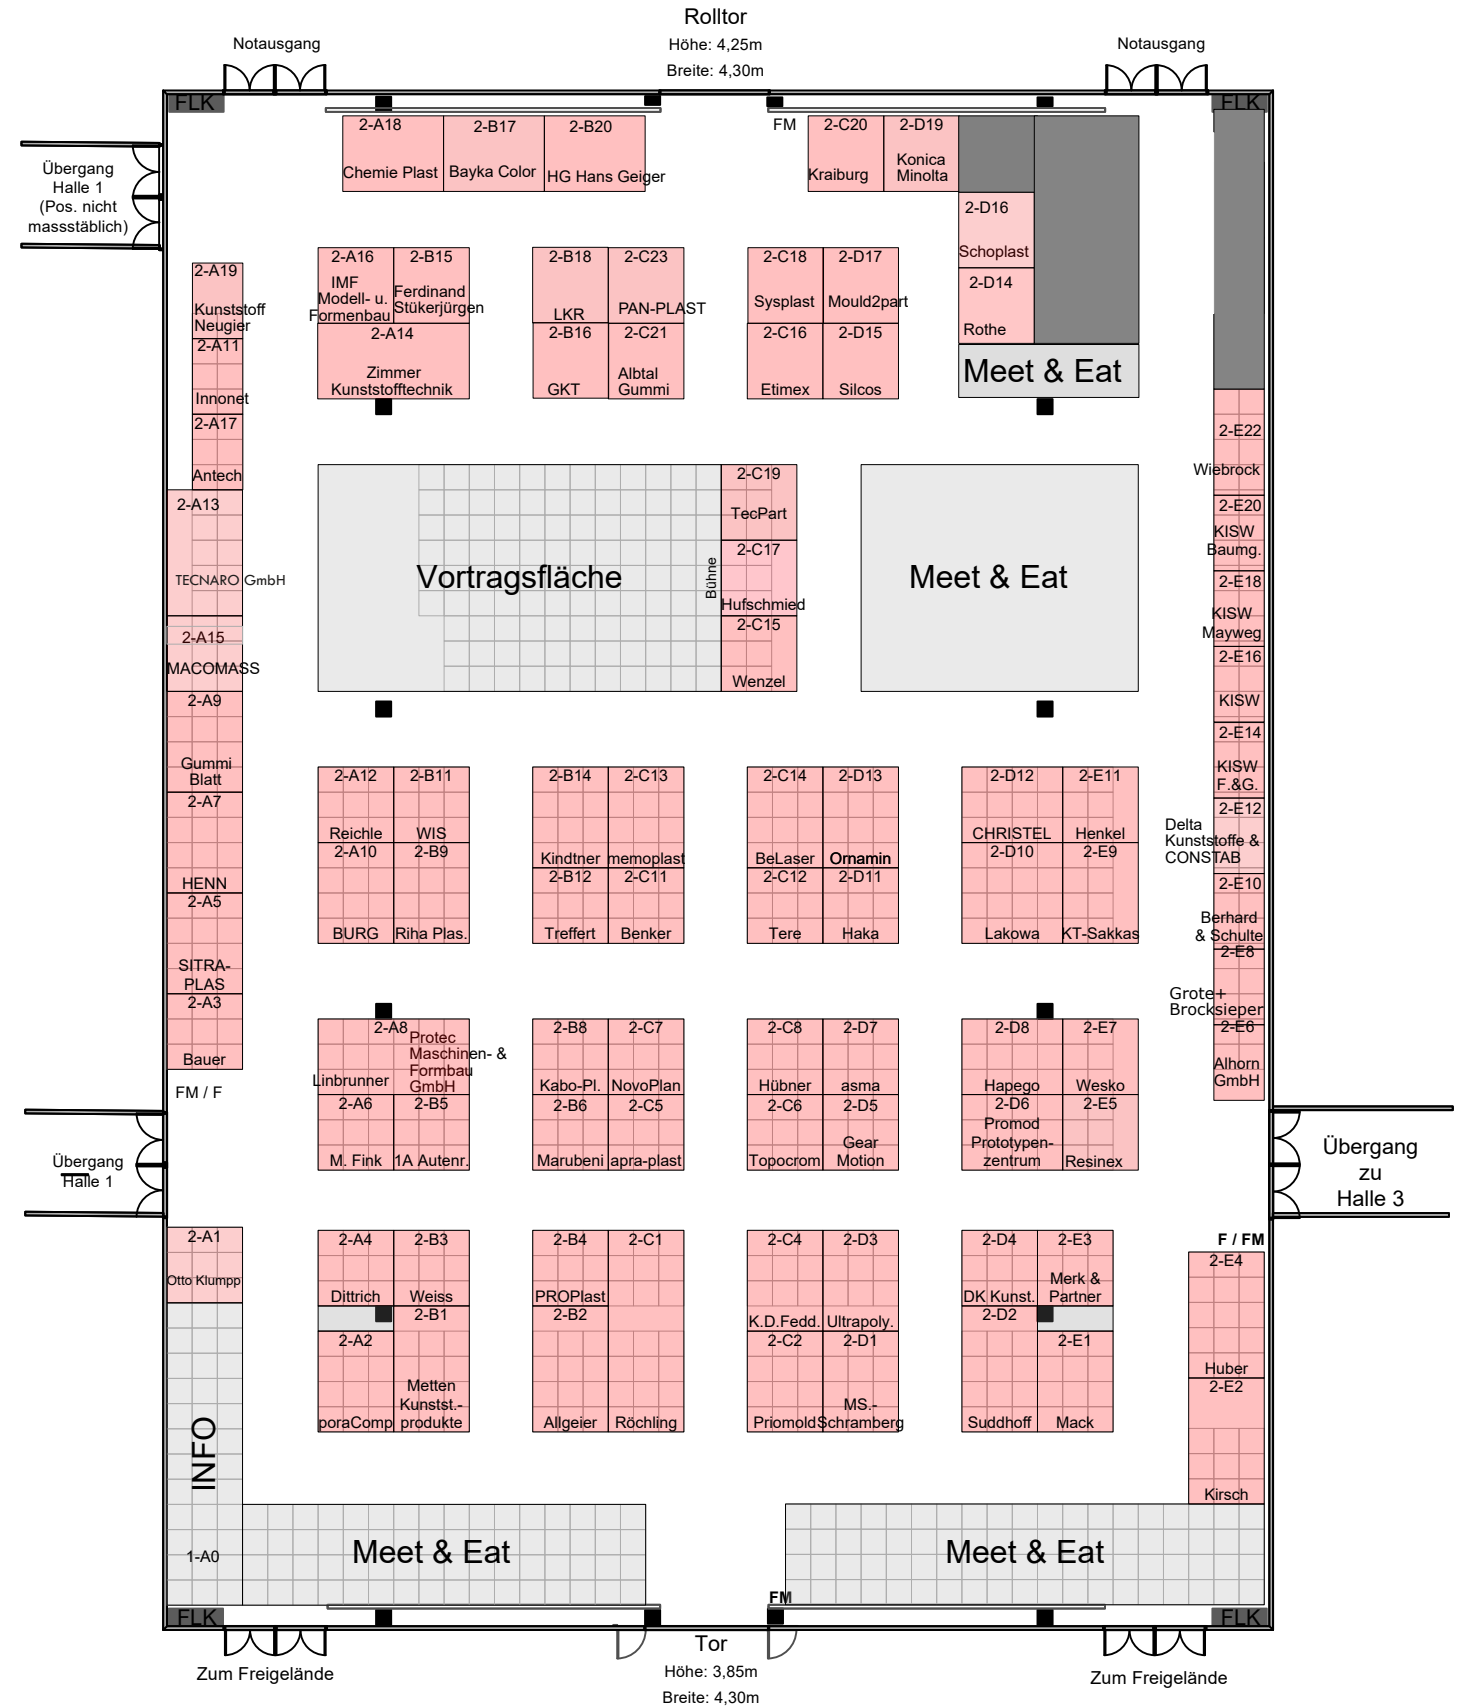 Rolltor
Höhe: 4,25m
Breite: 4,30m
Notausgang
Notausgang
FLK
FLK
FM
Übergang
Halle 1
(Pos. nicht
massstäblich)
2-A18
Chemie Plast
2-B17
Bayka Color
2-B20
HG Hans Geiger
2-C20
Kraiburg
2-D19
Konica
Minolta
2-D16
Schoplast
2-D14
Rothe
Meet & Eat
2-A19
Kunststoff
Neugier
2-A11
Innonet
2-A17
Antech
2-A13
TECNARO GmbH
2-A15
MACOMASS
2-A9
Gummi
Blatt
2-A7
HENN
2-A5
SITRA-
PLAS
2-A3
Bauer
FM / F
2-A16
IMF
Modell- u.
Formenbau
2-B15
Ferdinand
Stükerjürgen
2-A14
Zimmer
Kunststofftechnik
2-B18
LKR
2-C23
PAN-PLAST
2-B16
GKT
2-C21
Albtal
Gummi
2-C18
Sysplast
2-D17
Mould2part
2-C16
Etimex
2-D15
Silcos
Vortragsfläche
Bühne
2-C19
TecPart
2-C17
Hufschmied
2-C15
Wenzel
Meet & Eat
2-E22
Wiebrock
2-E20
KISW
Baumg.
2-E18
KISW
Mayweg
2-E16
KISW
2-E14
KISW
F.&G.
2-E12
Delta
Kunststoffe &
CONSTAB
2-E10
Berhard
& Schulte
2-E8
Grote+
Brocksieper
2-E6
Alhorn
GmbH
2-A12
Reichle
2-B11
WIS
2-A10
BURG
2-B9
Riha Plas.
2-B14
Kindtner
2-C13
memoplast
2-B12
Treffert
2-C11
Benker
2-C14
BeLaser
2-D13
Ornamin
2-C12
Tere
2-D11
Haka
2-D12
CHRISTEL
2-E11
Henkel
2-D10
Lakowa
2-E9
KT-Sakkas
2-A8
Linbrunner
Protec
Maschinen- &
Formbau
GmbH
2-A6
M. Fink
2-B5
1A Autenr.
2-B8
Kabo-Pl.
2-C7
NovoPlan
2-B6
Marubeni
2-C5
apra-plast
2-C8
Hübner
2-D7
asma
2-C6
Topocrom
2-D5
Gear
Motion
2-D8
Hapego
2-E7
Wesko
2-D6
Promod
Prototypen-
zentrum
2-E5
Resinex
Übergang
Halle 1
Übergang
zu
Halle 3
F / FM
2-A1
Otto Klumpp
INFO
1-A0
2-A4
Dittrich
2-B3
Weiss
2-A2
poraComp
2-B1
Metten
Kunstst.-
produkte
2-B4
PROPlast
2-C1
Röchling
2-B2
Allgeier
2-C4
K.D.Fedd.
2-D3
Ultrapoly.
2-C2
Priomold
2-D1
MS.-
Schramberg
2-D4
DK Kunst.
2-E3
Merk &
Partner
2-D2
Suddhoff
2-E1
Mack
2-E4
Huber
2-E2
Kirsch
Meet & Eat
Meet & Eat
FM
FLK
FLK
Zum Freigelände
Tor
Höhe: 3,85m
Breite: 4,30m
Zum Freigelände